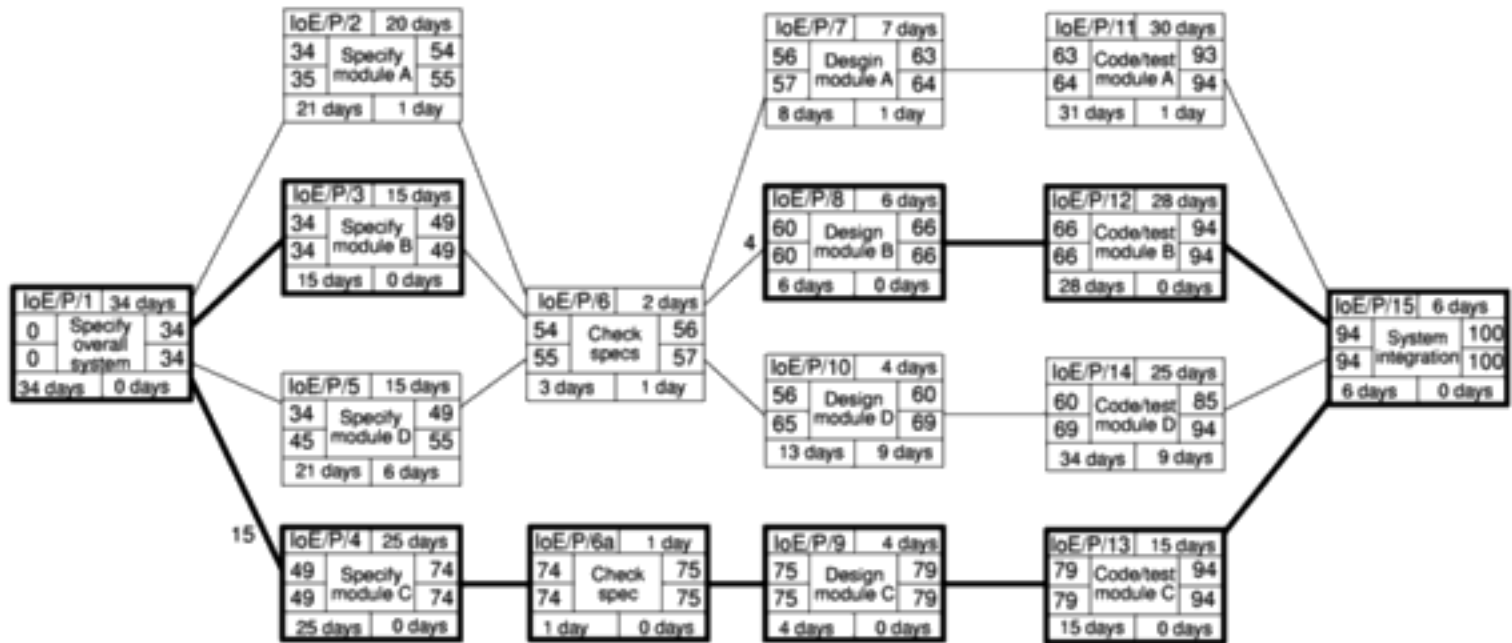 IoE/P/2 20 days
34 Specify module A 54
35 55
21 days 1 day
IoE/P/7 7 days
56 Desgin module A 63
57 64
8 days 1 day
IoE/P/11 30 days
63 Code/test module A 93
64 94
31 days 1 day
IoE/P/3 15 days
34 Specify module B 49
34 49
15 days 0 days
4
IoE/P/8 6 days
60 Design module B 66
60 66
6 days 0 days
IoE/P/12 28 days
66 Code/test module B 94
66 94
28 days 0 days
IoE/P/1 34 days
0 Specify overall system 34
0 34
34 days 0 days
IoE/P/6 2 days
54 Check specs 56
55 57
3 days 1 day
IoE/P/15 6 days
94 System integration 100
94 100
6 days 0 days
IoE/P/5 15 days
34 Specify module D 49
45 55
21 days 6 days
IoE/P/10 4 days
56 Design module D 60
65 69
13 days 9 days
IoE/P/14 25 days
60 Code/test module D 85
69 94
34 days 9 days
15
IoE/P/4 25 days
49 Specify module C 74
49 74
25 days 0 days
IoE/P/6a 1 day
74 Check spec 75
74 75
1 day 0 days
IoE/P/9 4 days
75 Design module C 79
75 79
4 days 0 days
IoE/P/13 15 days
79 Code/test module C 94
79 94
15 days 0 days